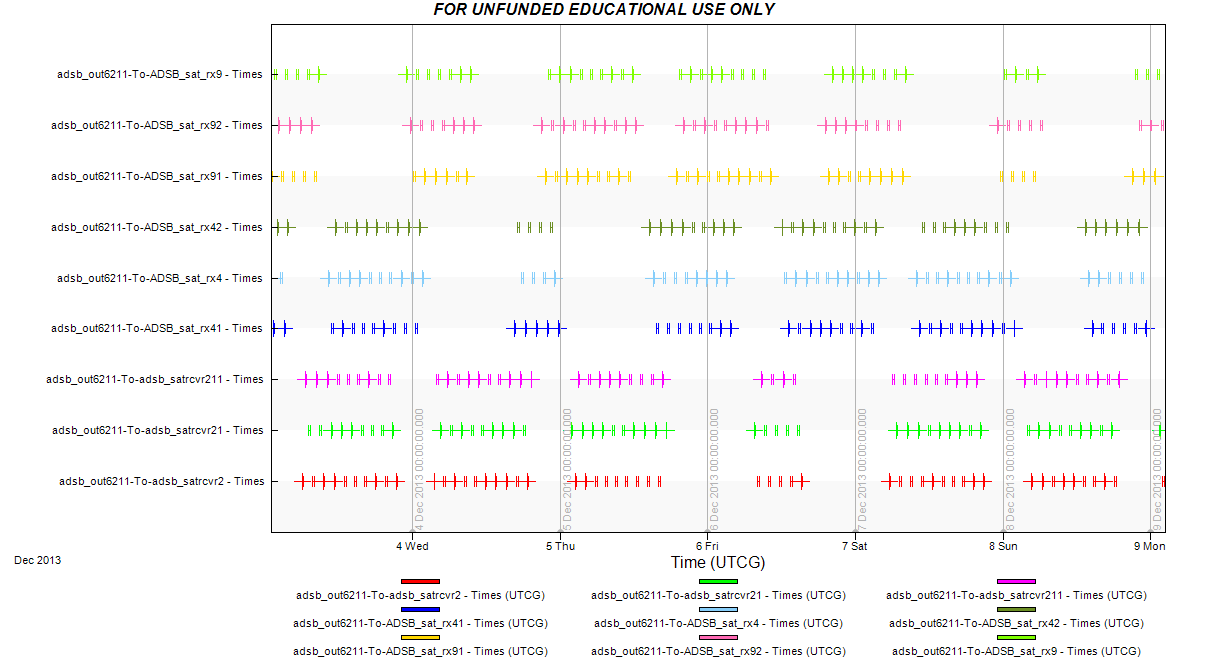 FOR UNFUNDED EDUCATIONAL USE ONLY
adsb_out6211-To-ADSB_sat_rx9 - Times
adsb_out6211-To-ADSB_sat_rx92 - Times
adsb_out6211-To-ADSB_sat_rx91 - Times
adsb_out6211-To-ADSB_sat_rx42 - Times
adsb_out6211-To-ADSB_sat_rx4 - Times
adsb_out6211-To-ADSB_sat_rx41 - Times
adsb_out6211-To-adsb_satrcvr211 - Times
adsb_out6211-To-adsb_satrcvr21 - Times
adsb_out6211-To-adsb_satrcvr2 - Times
4 Dec 2013 00:00:00.000
5 Dec 2013 00:00:00.000
6 Dec 2013 00:00:00.000
7 Dec 2013 00:00:00.000
8 Dec 2013 00:00:00.000
9 Dec 2013 00:00:00.000
4 Wed 5 Thu 6 Fri 7 Sat 8 Sun 9 Mon
Dec 2013
Time (UTCG)
adsb_out6211-To-adsb_satrcvr2 - Times (UTCG) adsb_out6211-To-adsb_satrcvr21 - Times (UTCG) adsb_out6211-To-adsb_satrcvr211 - Times (UTCG)
adsb_out6211-To-ADSB_sat_rx41 - Times (UTCG) adsb_out6211-To-ADSB_sat_rx4 - Times (UTCG) adsb_out6211-To-ADSB_sat_rx42 - Times (UTCG)
adsb_out6211-To-ADSB_sat_rx91 - Times (UTCG) adsb_out6211-To-ADSB_sat_rx92 - Times (UTCG) adsb_out6211-To-ADSB_sat_rx9 - Times (UTCG)